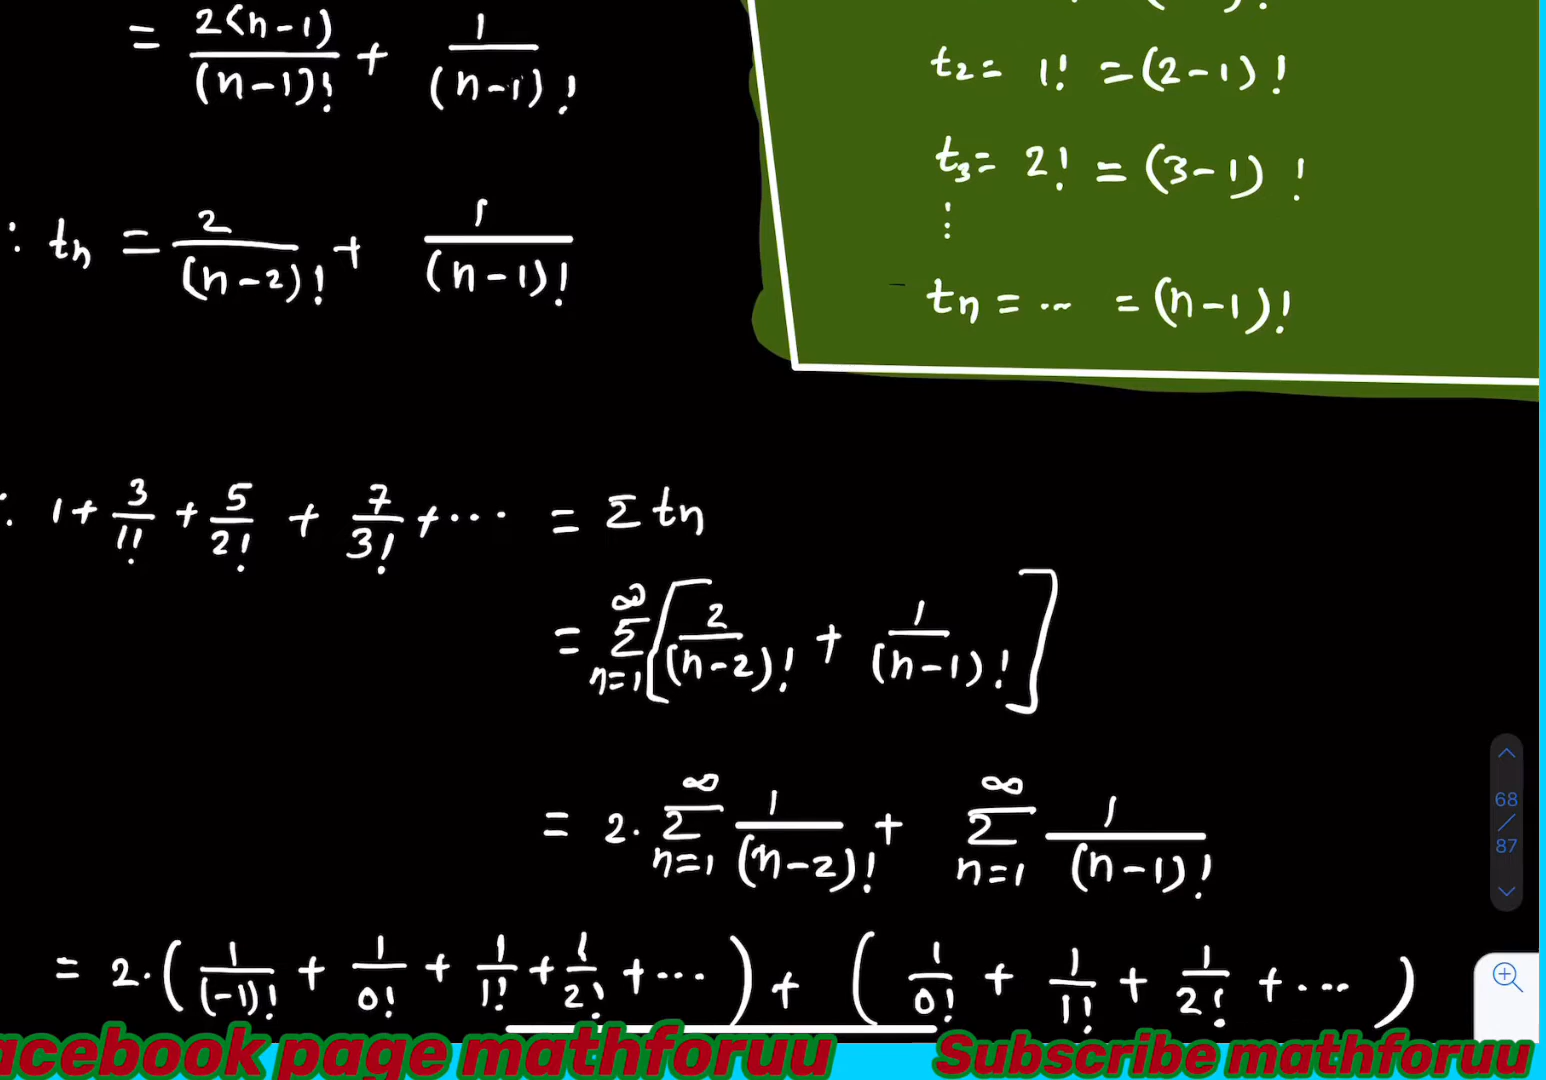 = 2(n-1)/(n-1)! + 1/(n-1)!
t2 = 1! = (2-1)!
t3 = 2! = (3-1)!
⋮
: tn = 2/(n-2)! + 1/(n-1)!
tn = ... = (n-1)!
1 + 3/1! + 5/2! + 7/3! + ... = Σ tn
= ∞ Σ n=1 [2/(n-2)! + 1/(n-1)!]
= 2. ∞ Σ n=1 1/(n-2)! + ∞ Σ n=1 1/(n-1)!
= 2.(1/(-1)! + 1/0! + 1/1! + 1/2! + ...) + (1/0! + 1/1! + 1/2! + ...)
68
/
87
acebook page mathforuu
Subscribe mathforuu